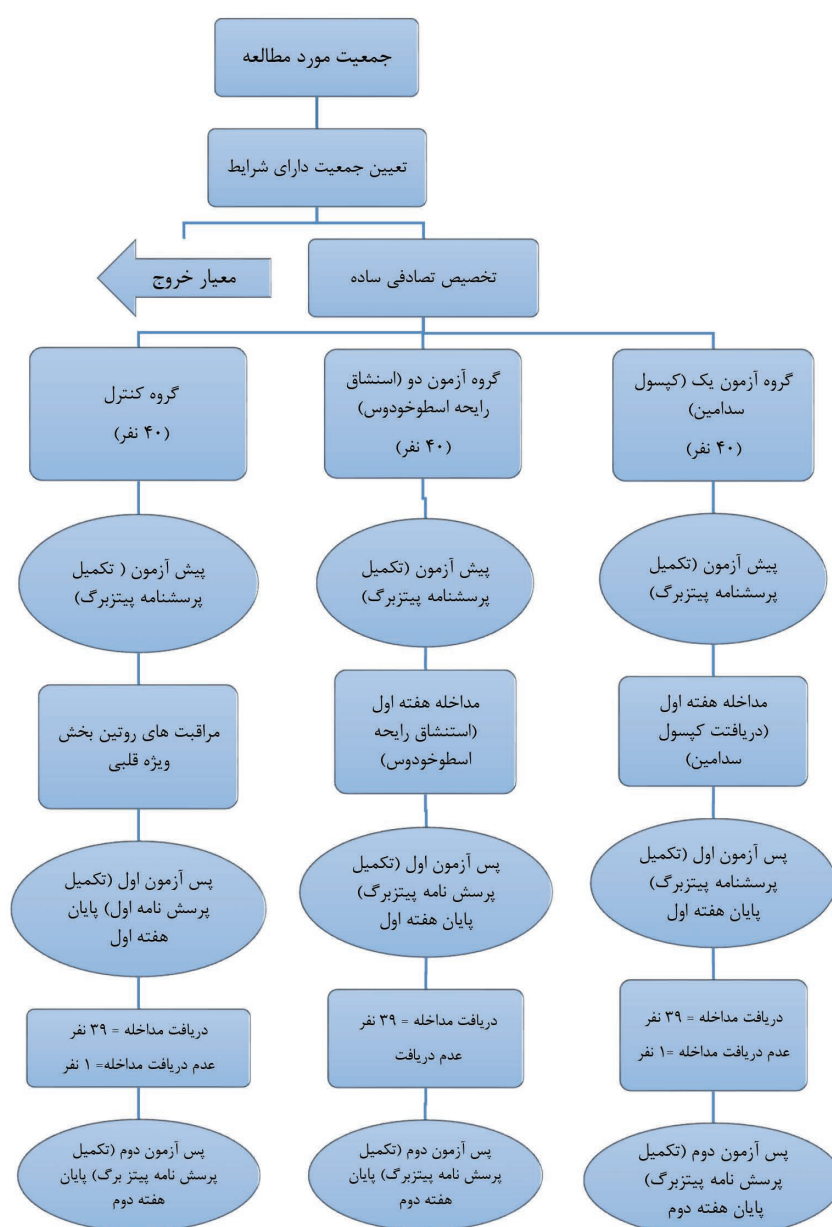 جمعیت مورد مطالعه
تعیین جمعیت دارای شرایط
تخصیص تصادفی ساده
معیار خروج
گروه آزمون یک (کپسول
سدامین)
(۴۰ نفر)
گروه آزمون دو (اسنشاق
رایحه اسطوخودوس)
(۴۰ نفر)
گروه کنترل
(۴۰ نفر)
پیش آزمون (تکمیل
پرسشنامه پیتزبرگ)
پیش آزمون (تکمیل
پرسشنامه پیتزبرگ)
پیش آزمون ( تکمیل
پرسشنامه پیتزبرگ)
مداخله هفته اول
(دریافتت کپسول
سدامین)
مداخله هفته اول
(استنشاق رایحه
اسطوخودوس)
مراقبت های روتین بخش
ویژه قلبی
پس آزمون اول (تکمیل
پرسشنامه پیتزبرگ)
پایان هفته اول
پس آزمون اول (تکمیل
پرسش نامه پیتزبرگ)
پایان هفته اول
پس آزمون اول (تکمیل
پرسش نامه اول) پایان
هفته اول
دریافت مداخله = ۳۹ نفر
عدم دریافت مداخله =۱ نفر
دریافت مداخله = ۳۹ نفر
عدم دریافت
دریافت مداخله = ۳۹ نفر
عدم دریافت مداخله= ۱ نفر
پس آزمون دوم (تکمیل
پرسش نامه پیتزبرگ)
پایان هفته دوم
پس آزمون دوم (تکمیل
پرسش نامه پیتزبرگ) پایان
هفته دوم
پس آزمون دوم (تکمیل
پرسش نامه پیتز برگ) پایان
هفته دوم